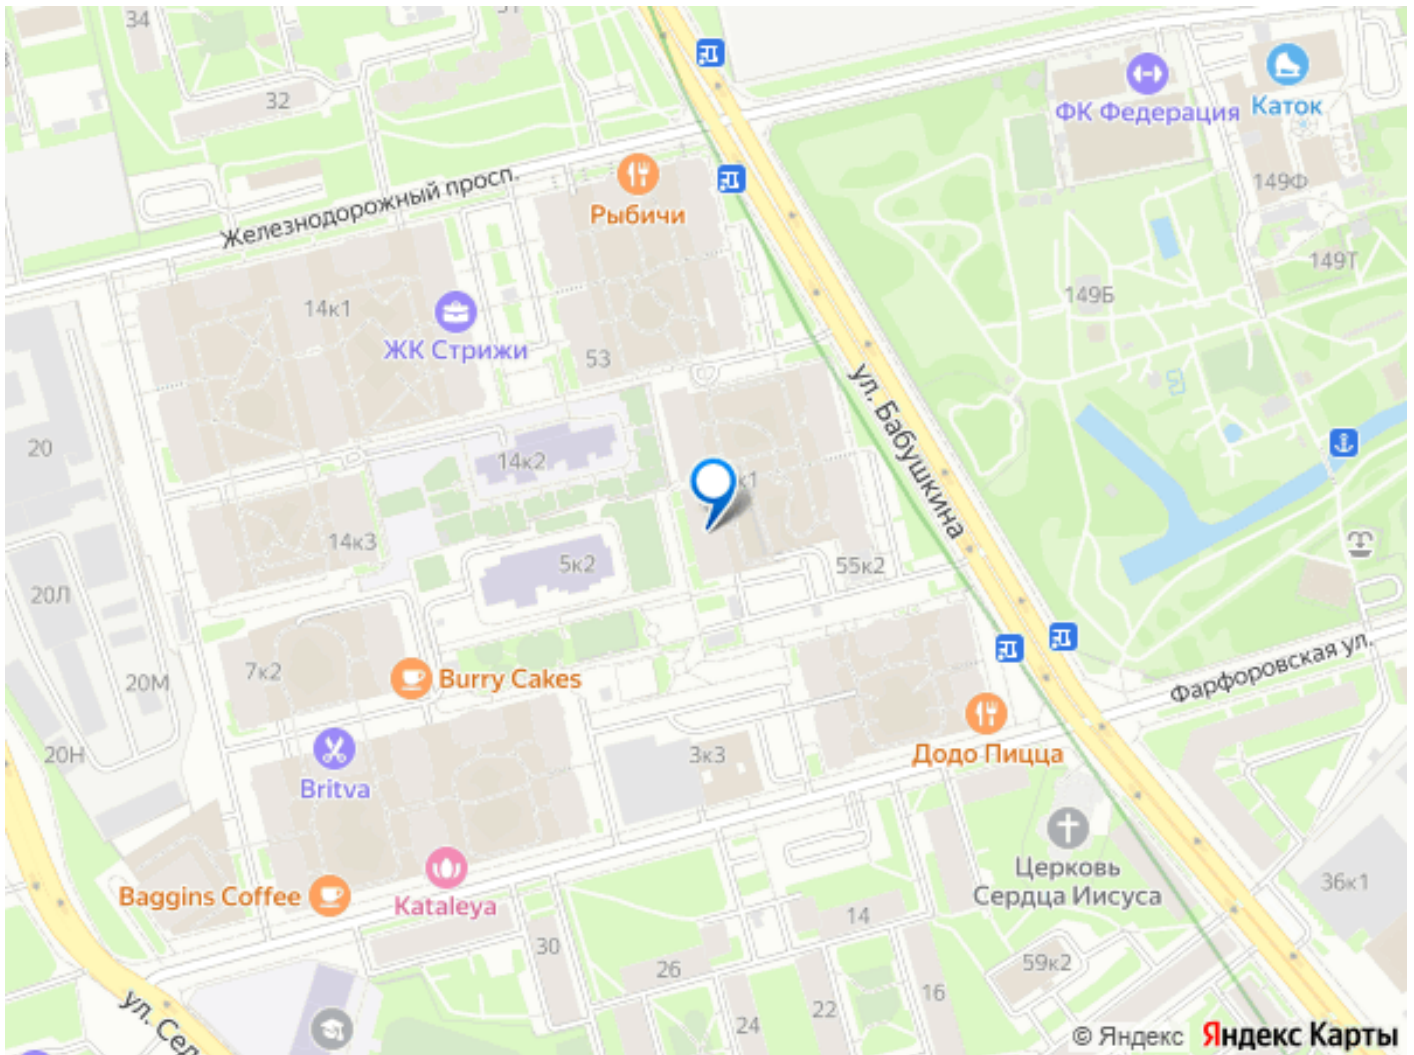 34
32
ФК Федерация
Каток
149Ф
Железнодорожный просп.
Рыбичи
149Т
149Б
14к1
ЖК Стрижи
53
ул. Бабушкина
20
14к2
к1
14к3
5к2
55к2
20Л
7к2
Burry Cakes
20М
Фарфоровская ул.
20Н
3к3
Додо Пицца
Britva
Церковь
Сердца Иисуса
36к1
Baggins Coffee
Kataleya
14
30
26
59к2
16
22
24
ул. Сед
© Яндекс Яндекс Карты